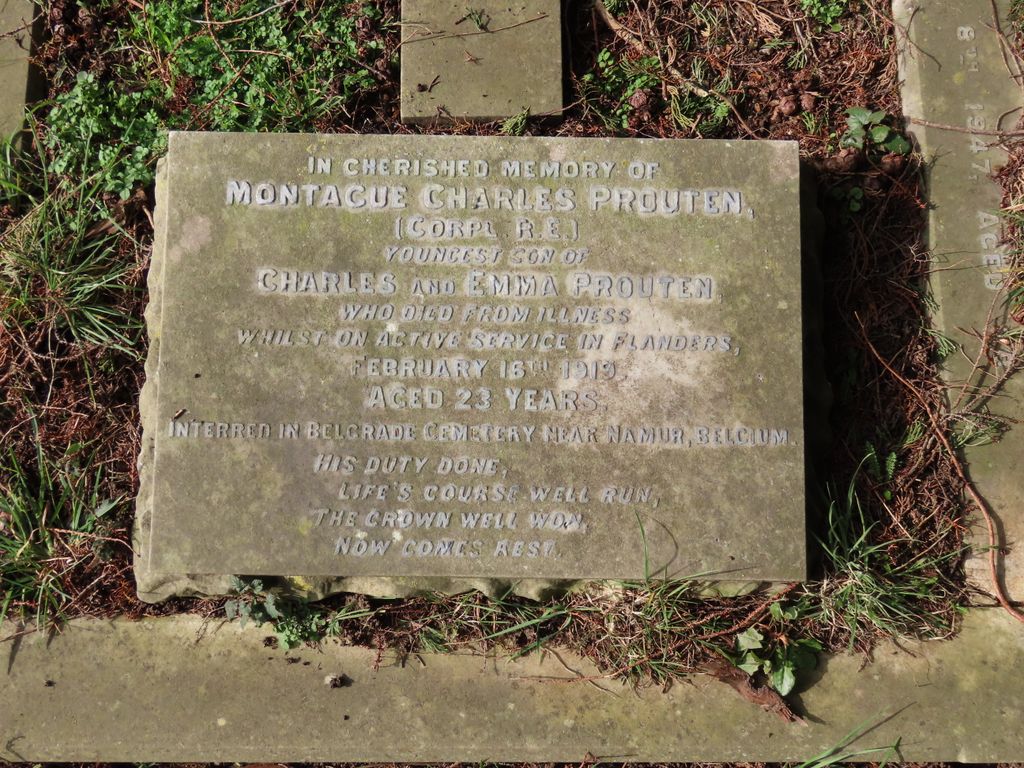 IN CHERISHED MEMORY OF
MONTAGUE CHARLES PROUTEN,
(CORPL R.E.)
YOUNGEST SON OF
CHARLES AND EMMA PROUTEN,
WHO DIED FROM ILLNESS
WHILST ON ACTIVE SERVICE IN FLANDERS,
FEBRUARY 16TH 1919
AGED 23 YEARS.
INTERRED IN BELGRADE CEMETERY NEAR NAMUR, BELGIUM.
HIS DUTY DONE,
LIFE'S COURSE WELL RUN,
THE CROWN WELL WON,
NOW COMES REST.
8TH 1947, AGED